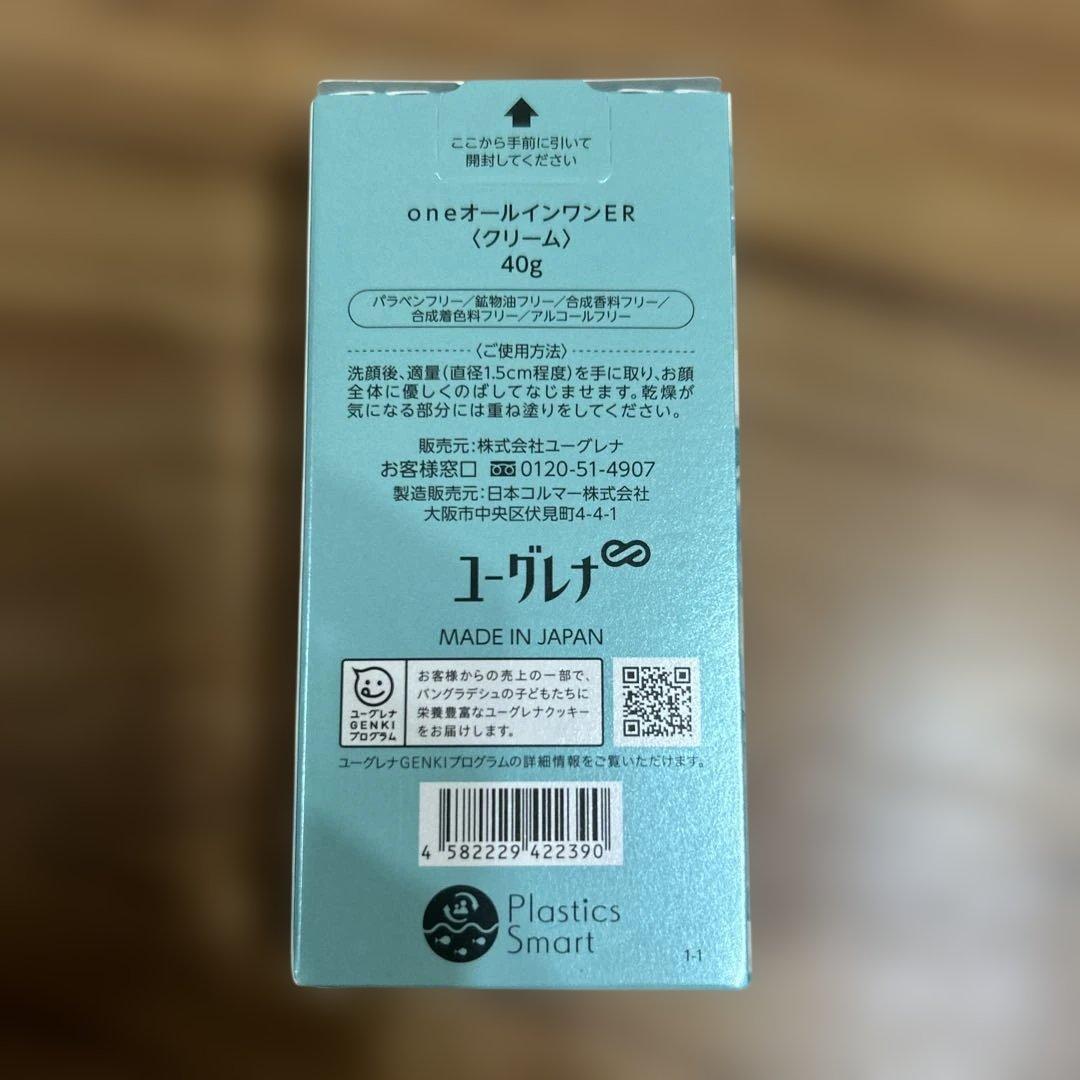 ここから手前に引いて
開封してください
oneオールインワンER
〈クリーム〉
40g
パラベンフリー／鉱物油フリー／合成香料フリー／
合成着色料フリー／アルコールフリー
〈ご使用方法〉
洗顔後、適量(直径1.5cm程度)を手に取り、お顔
全体に優しくのばしてなじませます。乾燥が
気になる部分には重ね塗りをしてください。
販売元:株式会社ユーグレナ
お客様窓口 0120-51-4907
製造販売元:日本コルマー株式会社
大阪市中央区伏見町4-4-1
ユーグレナ
MADE IN JAPAN
ユーグレナ
GENKI
プログラム
お客様からの売上の一部で、
バングラデシュの子どもたちに
栄養豊富なユーグレナクッキー
をお届けします。
ユーグレナGENKIプログラムの詳細情報をご覧いただけます。
4 582229 422390
Plastics
Smart
1-1